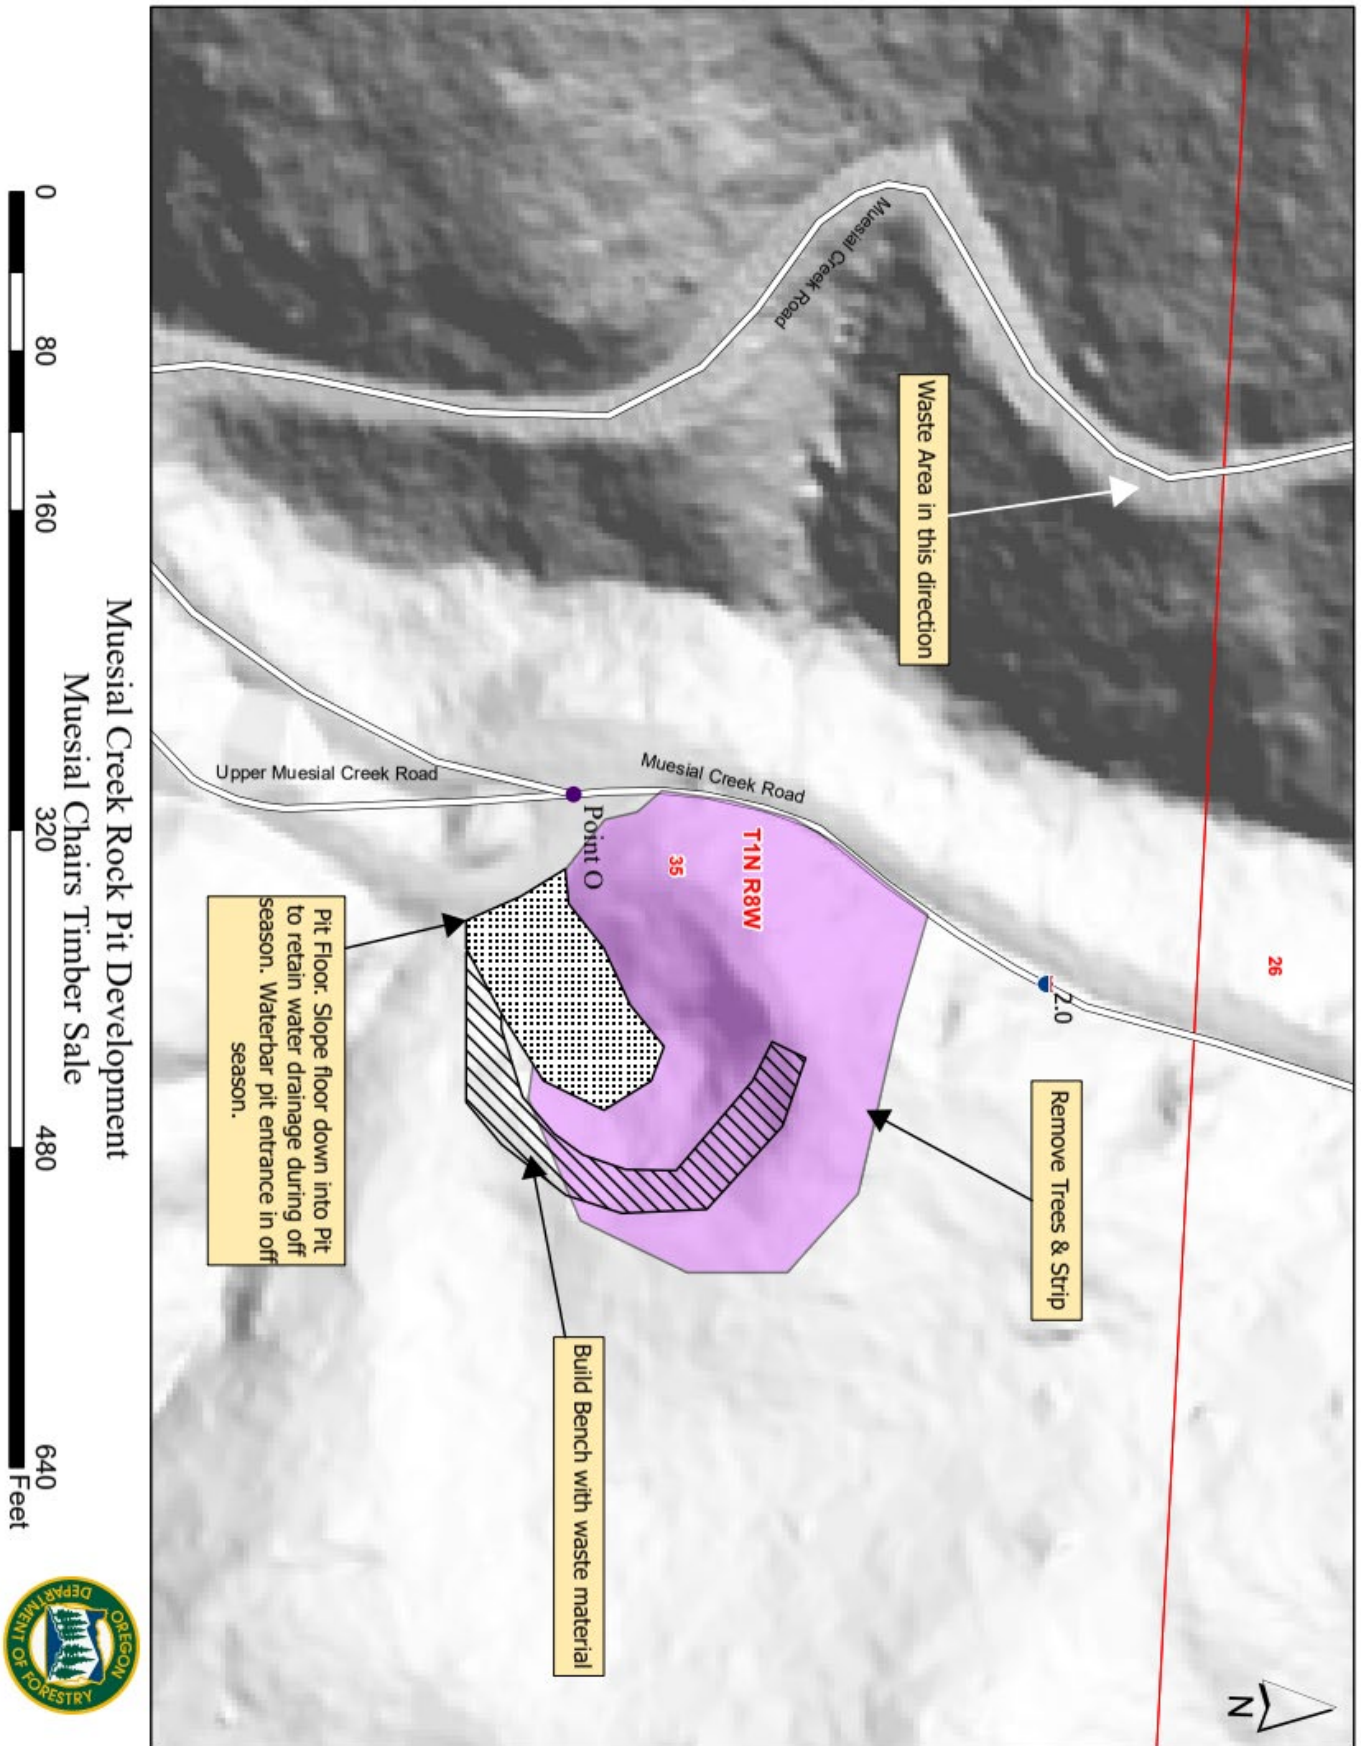 26
2.0
Remove Trees & Strip
Waste Area in this direction
Muesial Creek Road
T1N R8W
35
Muesial Creek Road
Point O
Build Bench with waste material
Upper Muesial Creek Road
Pit Floor. Slope floor down into Pit
to retain water drainage during off
season. Waterbar pit entrance in off
season.
N
Muesial Creek Rock Pit Development
Muesial Chairs Timber Sale
0 80 160 320 480 640
Feet
OREGON
DEPARTMENT OF FORESTRY